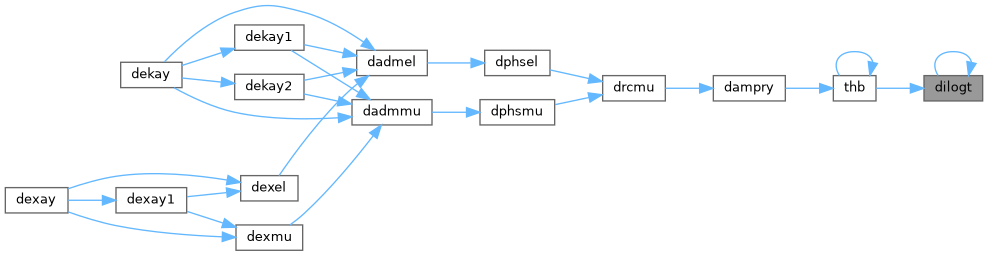 dekay
dekay1
dekay2
dadmel
dadmmu
dphsel
dphsmu
drcmu
dampry
thb
dilogt
dexay
dexay1
dexel
dexmu